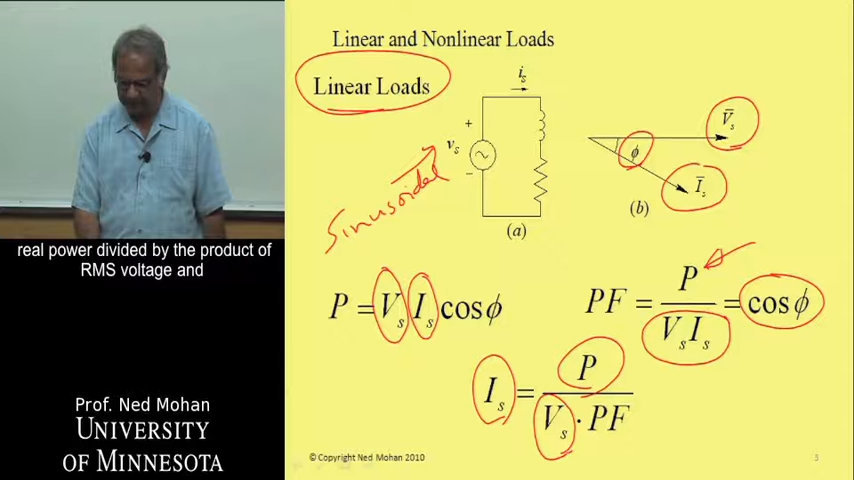 Linear and Nonlinear Loads
Linear Loads
i_s
+
v_s
-
(a)
V̄_s
ϕ
Ī_s
(b)
Sinusoidal
real power divided by the product of
RMS voltage and
P = V_s I_s cos ϕ
PF = P / (V_s I_s) = cos ϕ
I_s = P / (V_s · PF)
Prof. Ned Mohan
UNIVERSITY
OF MINNESOTA
© Copyright Ned Mohan 2010
3